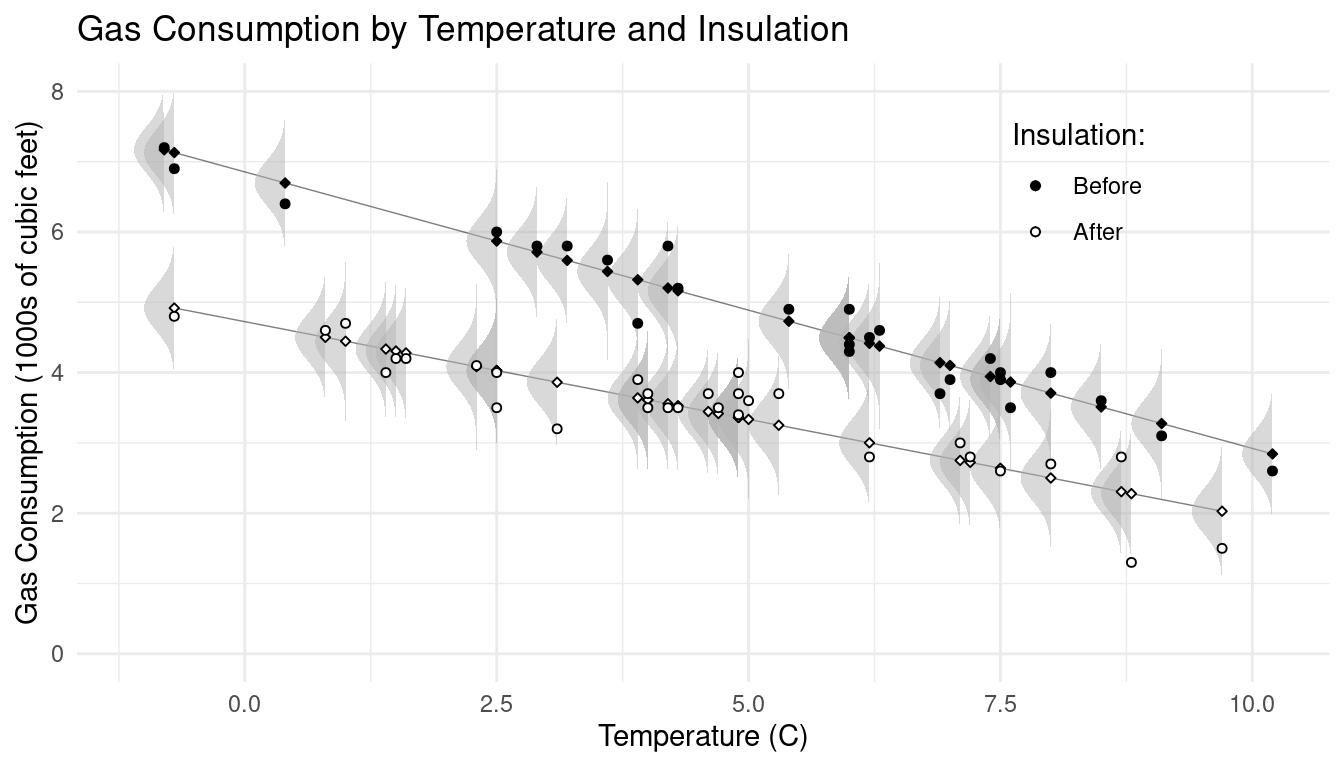 Gas Consumption by Temperature and Insulation
Gas Consumption (1000s of cubic feet)
8
6
4
2
0
Insulation:
Before
After
0.0
2.5
5.0
7.5
10.0
Temperature (C)